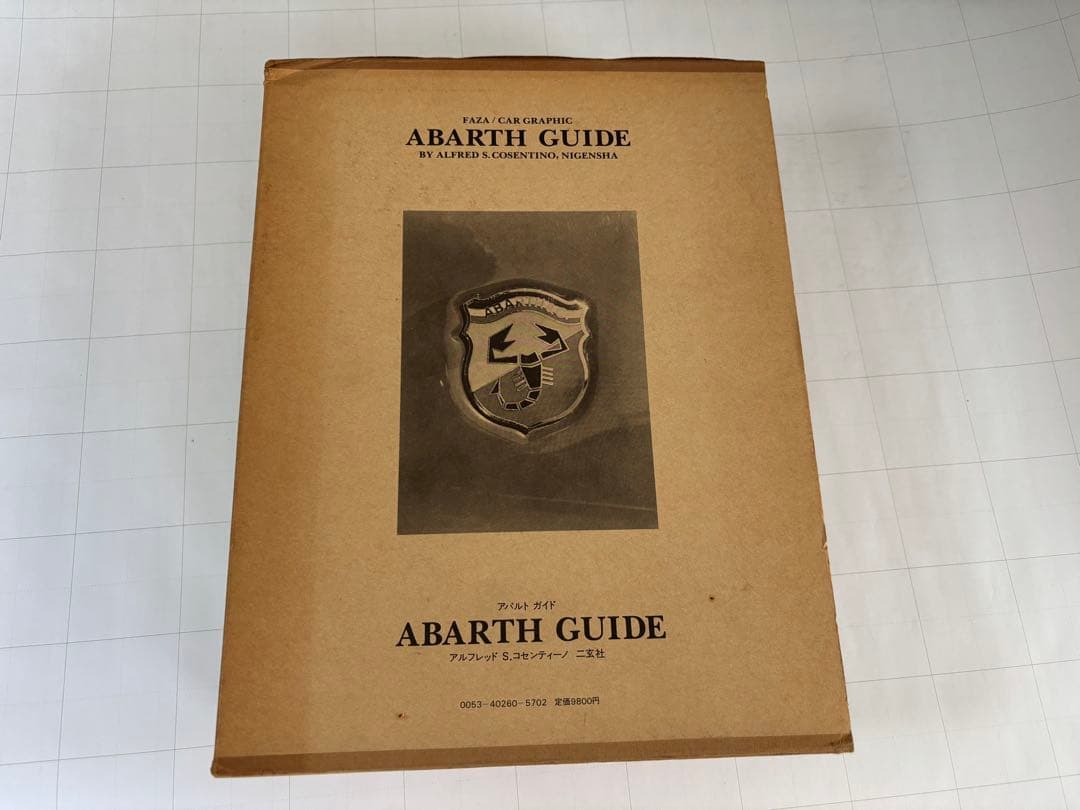 FAZA / CAR GRAPHIC
ABARTH GUIDE
BY ALFRED S. COSENTINO, NIGENSHA
アバルト ガイド
ABARTH GUIDE
アルフレッド S.コセンティーノ 二玄社
0053-40260-5702 定価9800円